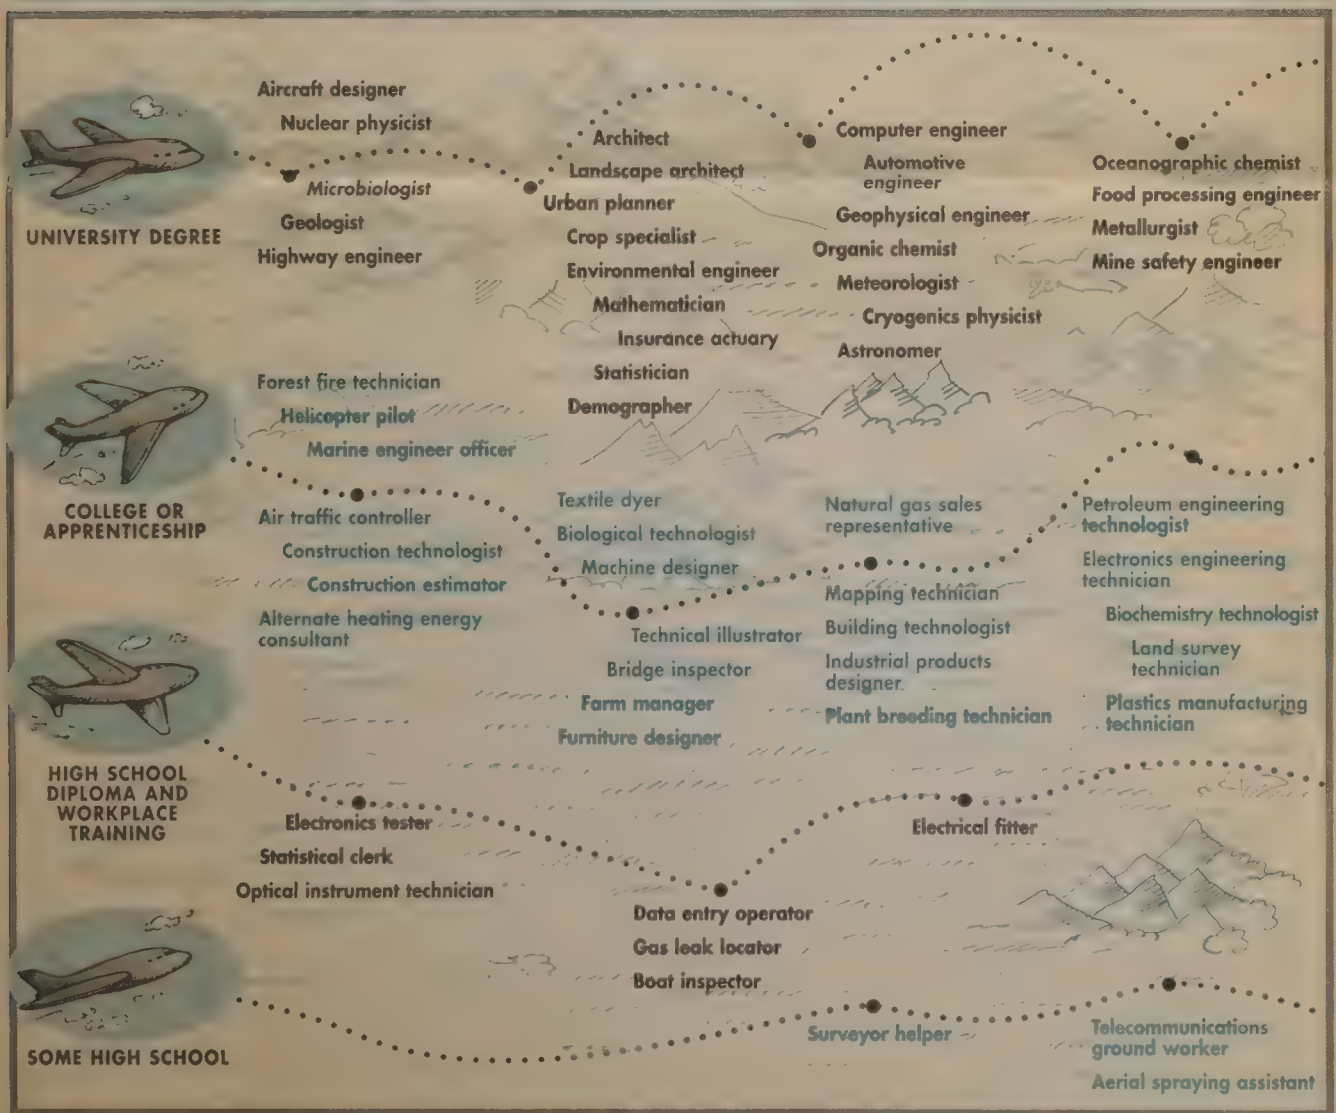 UNIVERSITY DEGREE
Aircraft designer
Nuclear physicist
Microbiologist
Geologist
Highway engineer
Architect
Landscape architect
Urban planner
Crop specialist
Environmental engineer
Mathematician
Insurance actuary
Statistician
Demographer
Computer engineer
Automotive
engineer
Geophysical engineer
Organic chemist
Meteorologist
Cryogenics physicist
Astronomer
Oceanographic chemist
Food processing engineer
Metallurgist
Mine safety engineer
COLLEGE OR
APPRENTICESHIP
Forest fire technician
Helicopter pilot
Marine engineer officer
Air traffic controller
Construction technologist
Construction estimator
Alternate heating energy
consultant
Textile dyer
Biological technologist
Machine designer
Technical illustrator
Bridge inspector
Farm manager
Furniture designer
Natural gas sales
representative
Mapping technician
Building technologist
Industrial products
designer
Plant breeding technician
Petroleum engineering
technologist
Electronics engineering
technician
Biochemistry technologist
Land survey
technician
Plastics manufacturing
technician
HIGH SCHOOL
DIPLOMA AND
WORKPLACE
TRAINING
Electronics tester
Statistical clerk
Optical instrument technician
Data entry operator
Gas leak locator
Boat inspector
Electrical fitter
SOME HIGH SCHOOL
Surveyor helper
Telecommunications
ground worker
Aerial spraying assistant